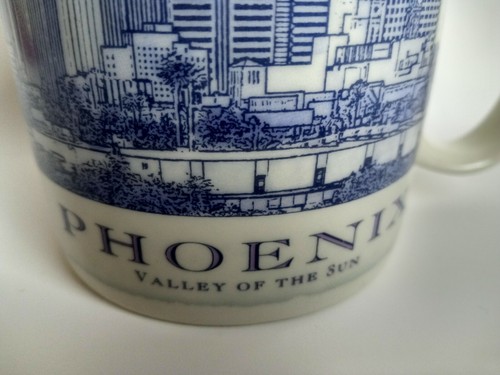 PHOENIX
VALLEY OF THE SUN